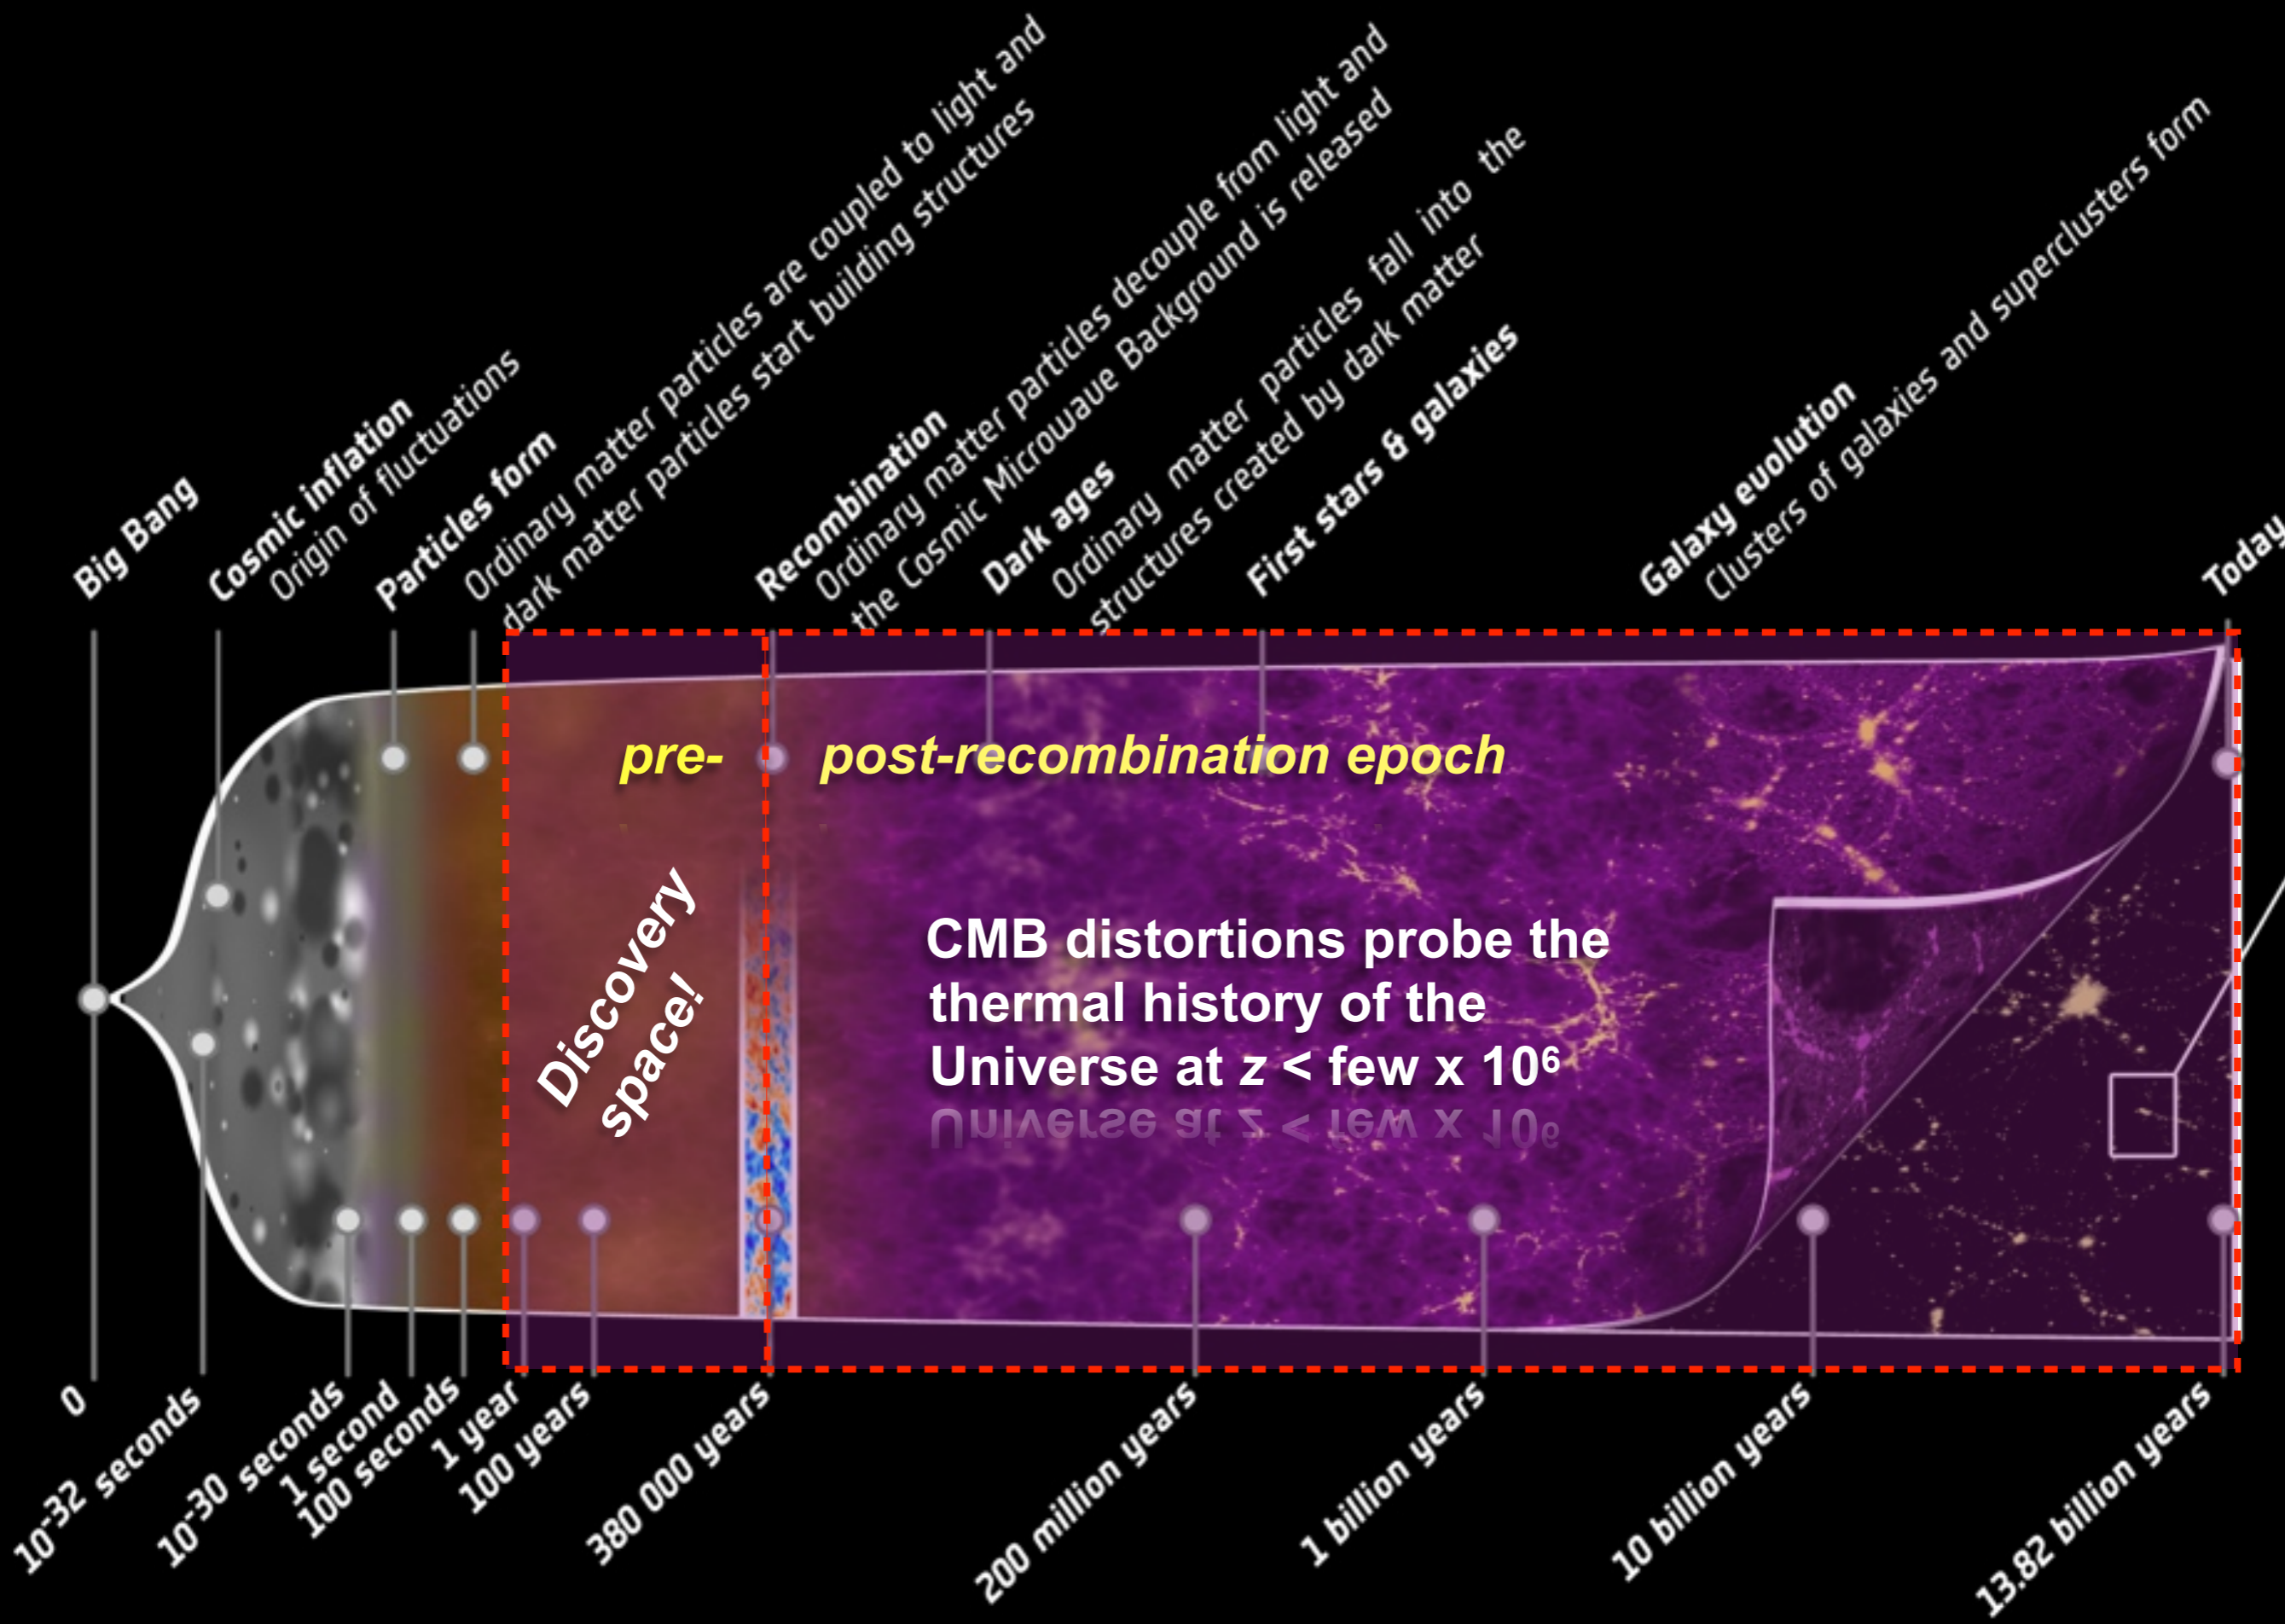 Big Bang
Cosmic inflation
Origin of fluctuations
Particles form
Ordinary matter particles are coupled to light and
dark matter particles start building structures
Recombination
Ordinary matter particles decouple from light and
the Cosmic Microwave Background is released
Dark ages
Ordinary matter particles fall into the
structures created by dark matter
First stars & galaxies
Galaxy evolution
Clusters of galaxies and superclusters form
Today
pre-
post-recombination epoch
Discovery
space!
CMB distortions probe the
thermal history of the
Universe at z < few x 10⁶
0
10⁻³² seconds
10⁻³⁰ seconds
1 second
100 seconds
1 year
100 years
380 000 years
200 million years
1 billion years
10 billion years
13.82 billion years